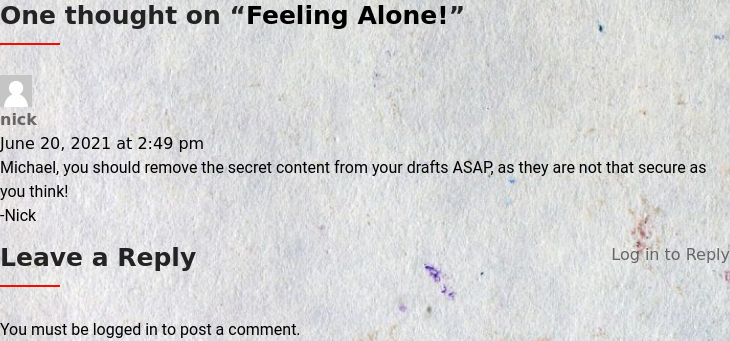 One thought on “Feeling Alone!”
nick
June 20, 2021 at 2:49 pm
Michael, you should remove the secret content from your drafts ASAP, as they are not that secure as
you think!
-Nick
Leave a Reply
Log in to Reply
You must be logged in to post a comment.